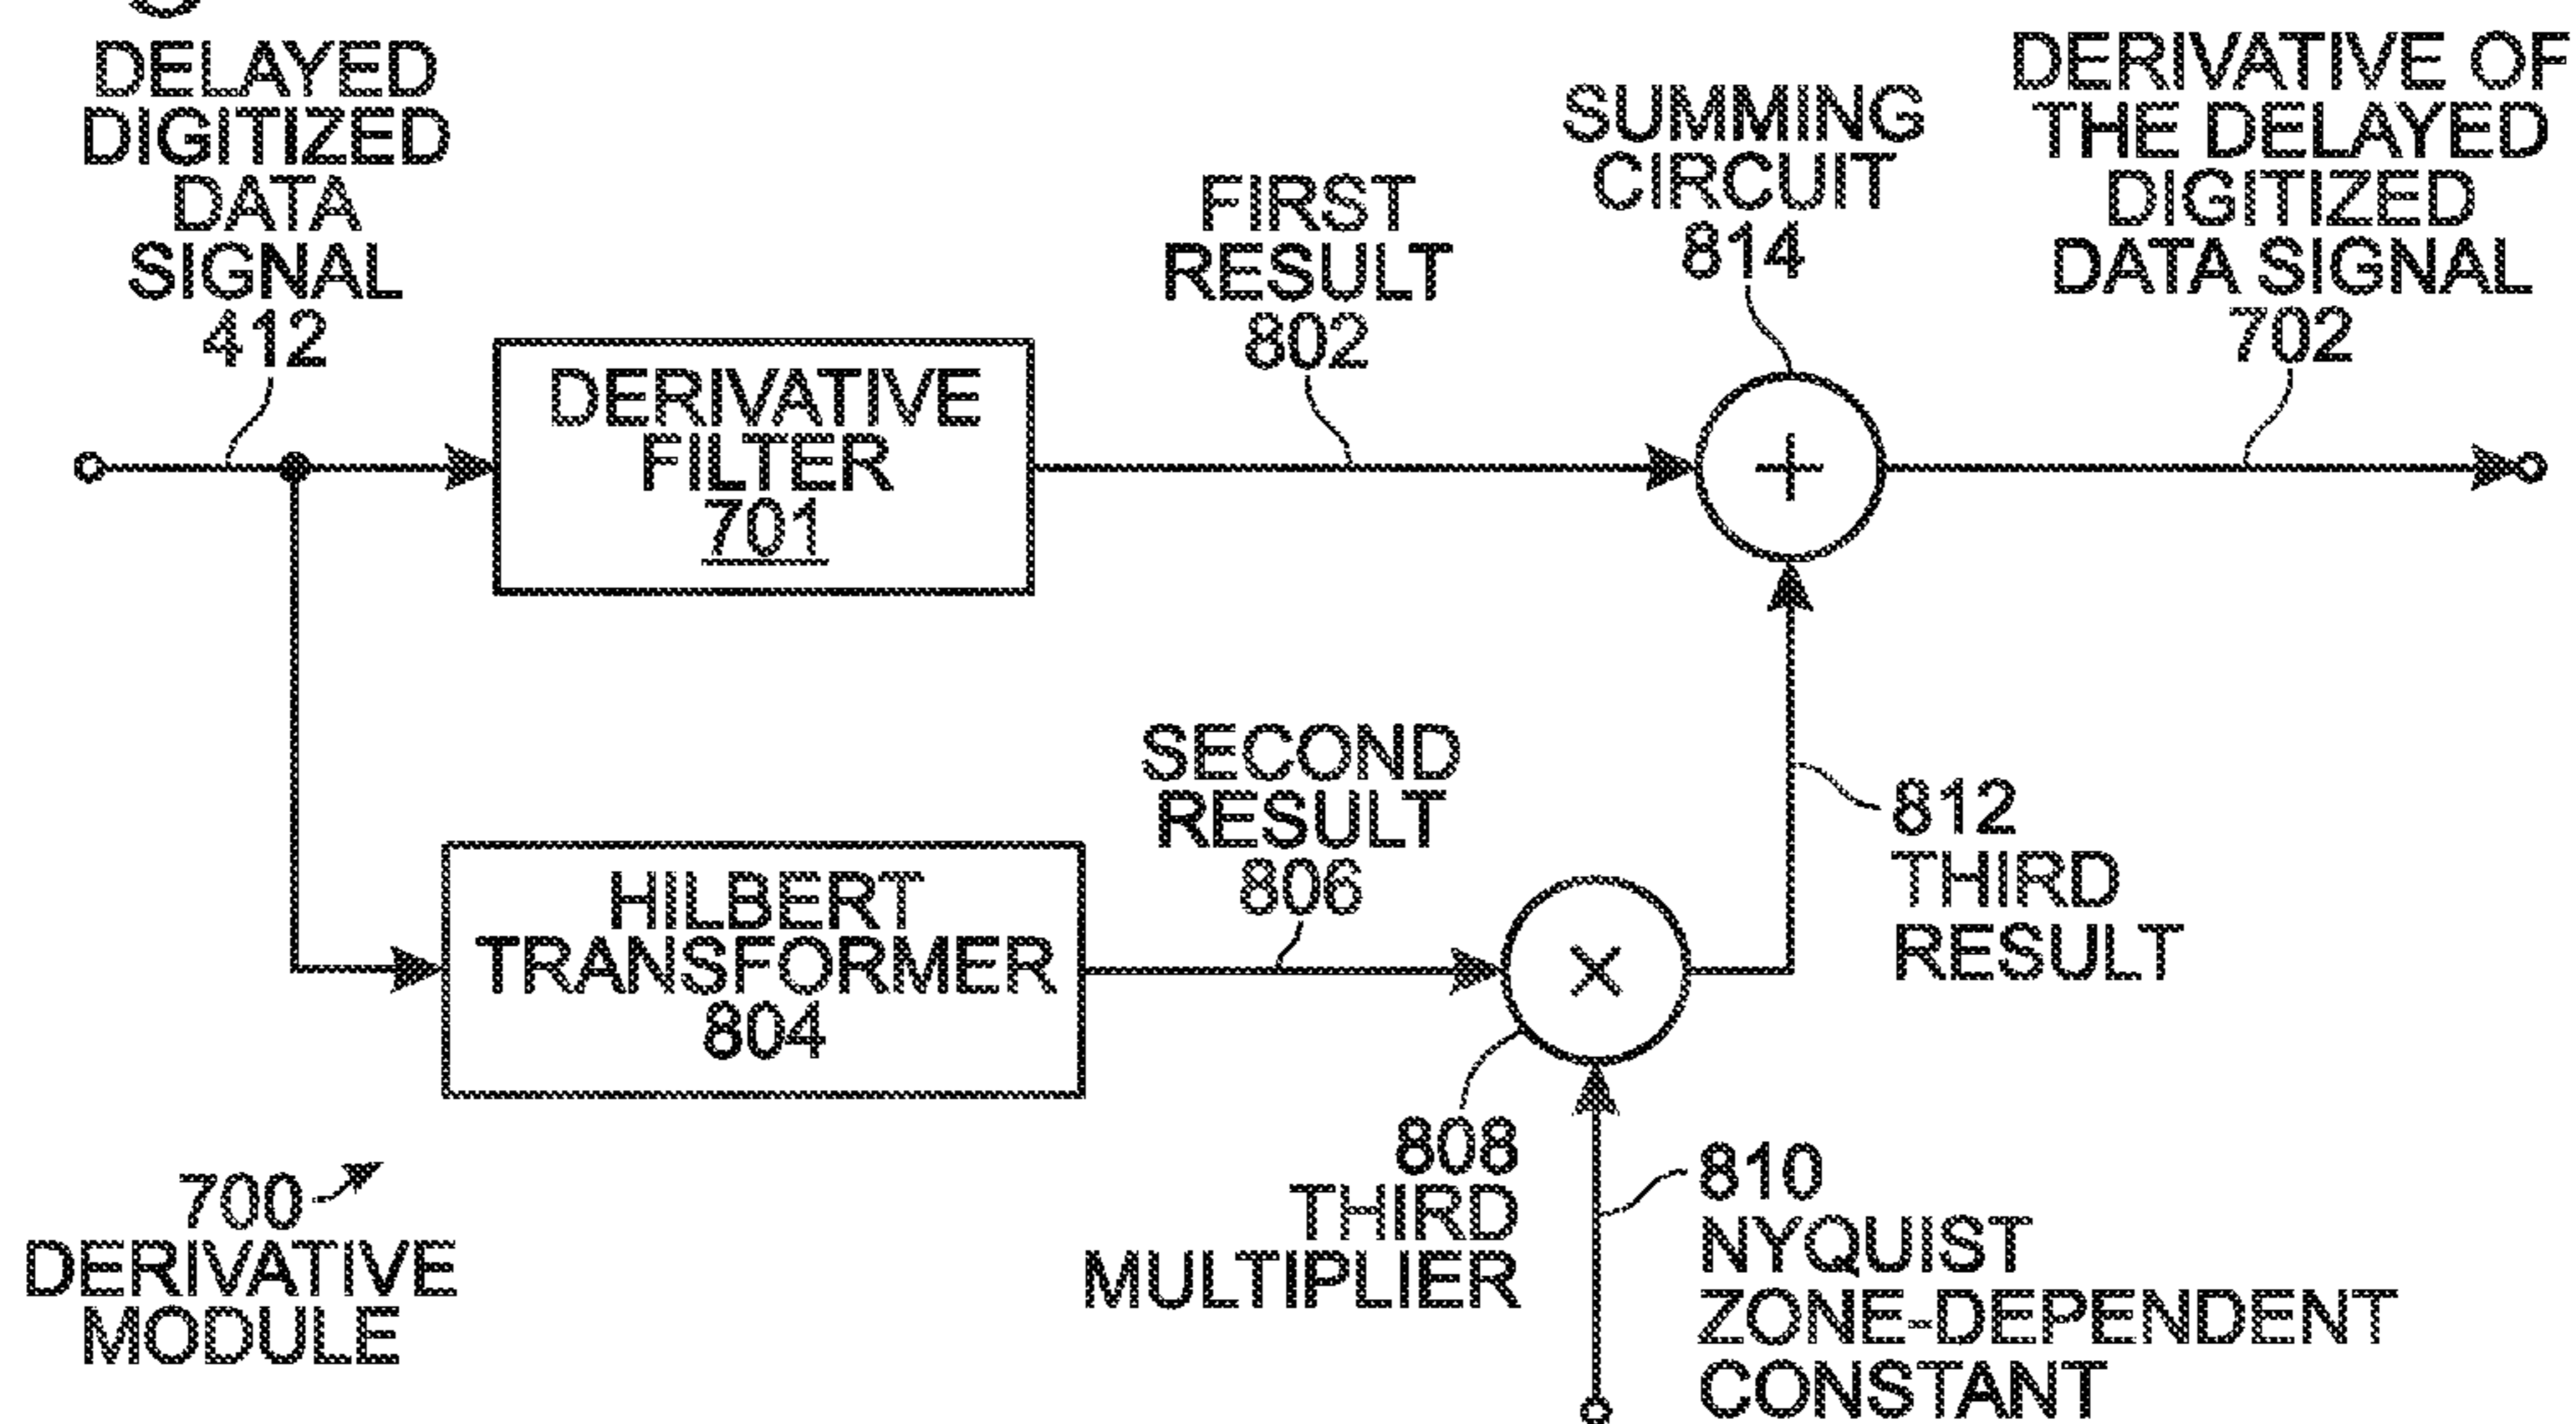 DELAYED
DIGITIZED
DATA
SIGNAL
412
DERIVATIVE
FILTER
701
FIRST
RESULT
802
SUMMING
CIRCUIT
814
+
DERIVATIVE OF
THE DELAYED
DIGITIZED
DATA SIGNAL
702
HILBERT
TRANSFORMER
804
SECOND
RESULT
806
×
812
THIRD
RESULT
808
THIRD
MULTIPLIER
810
NYQUIST
ZONE-DEPENDENT
CONSTANT
700
DERIVATIVE
MODULE